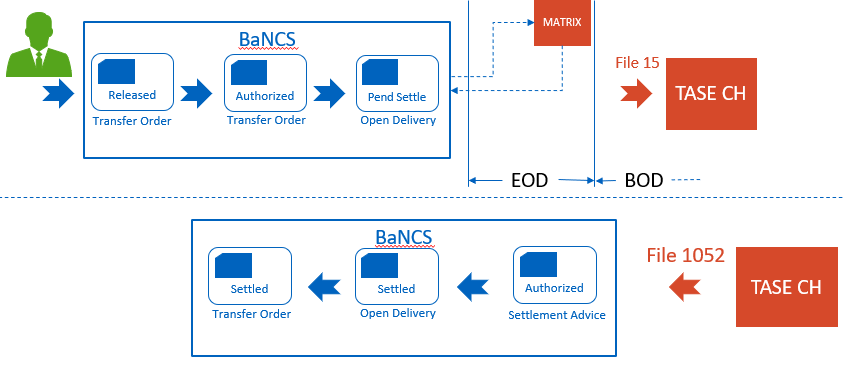 BaNCS
MATRIX
File 15
Released
Authorized
Pend Settle
TASE CH
Transfer Order
Transfer Order
Open Delivery
EOD
BOD
BaNCS
File 1052
Settled
Settled
Authorized
TASE CH
Transfer Order
Open Delivery
Settlement Advice